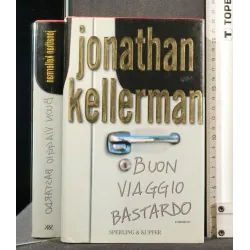 jonathan
kellerman
BUON
VIAGGIO
BASTARDO
SPERLING & KUPFER
Jonathan Kellerman
BUON VIAGGIO BASTARDO
T TOPE